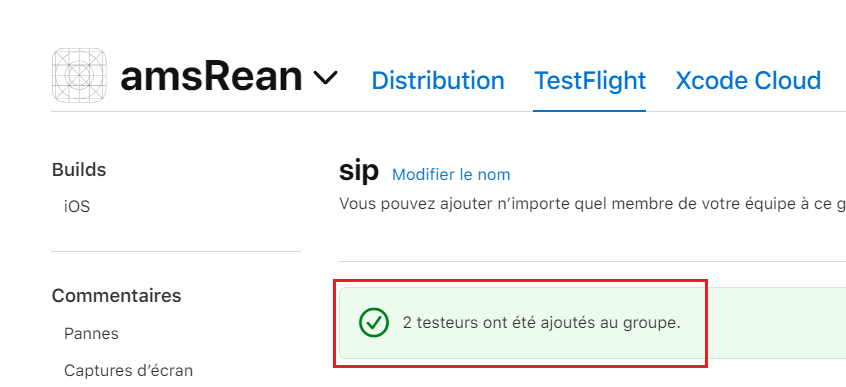 amsRean
Distribution TestFlight Xcode Cloud
Builds
iOS
Commentaires
Pannes
Captures d’écran
sip Modifier le nom
Vous pouvez ajouter n’importe quel membre de votre équipe à ce
2 testeurs ont été ajoutés au groupe.